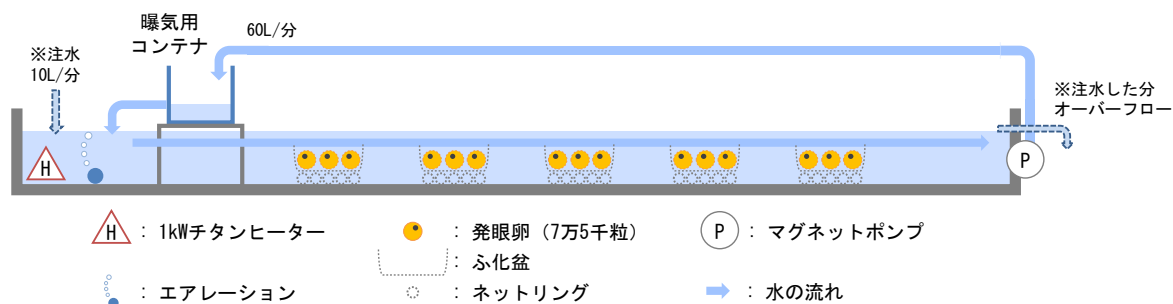 曝気用
コンテナ
60L/分
※注水
10L/分
※注水した分
オーバーフロー
H
P
H : 1kWチタンヒーター
: 発眼卵（7万5千粒）
P : マグネットポンプ
: ふ化盆
: エアレーション
: ネットリング
: 水の流れ